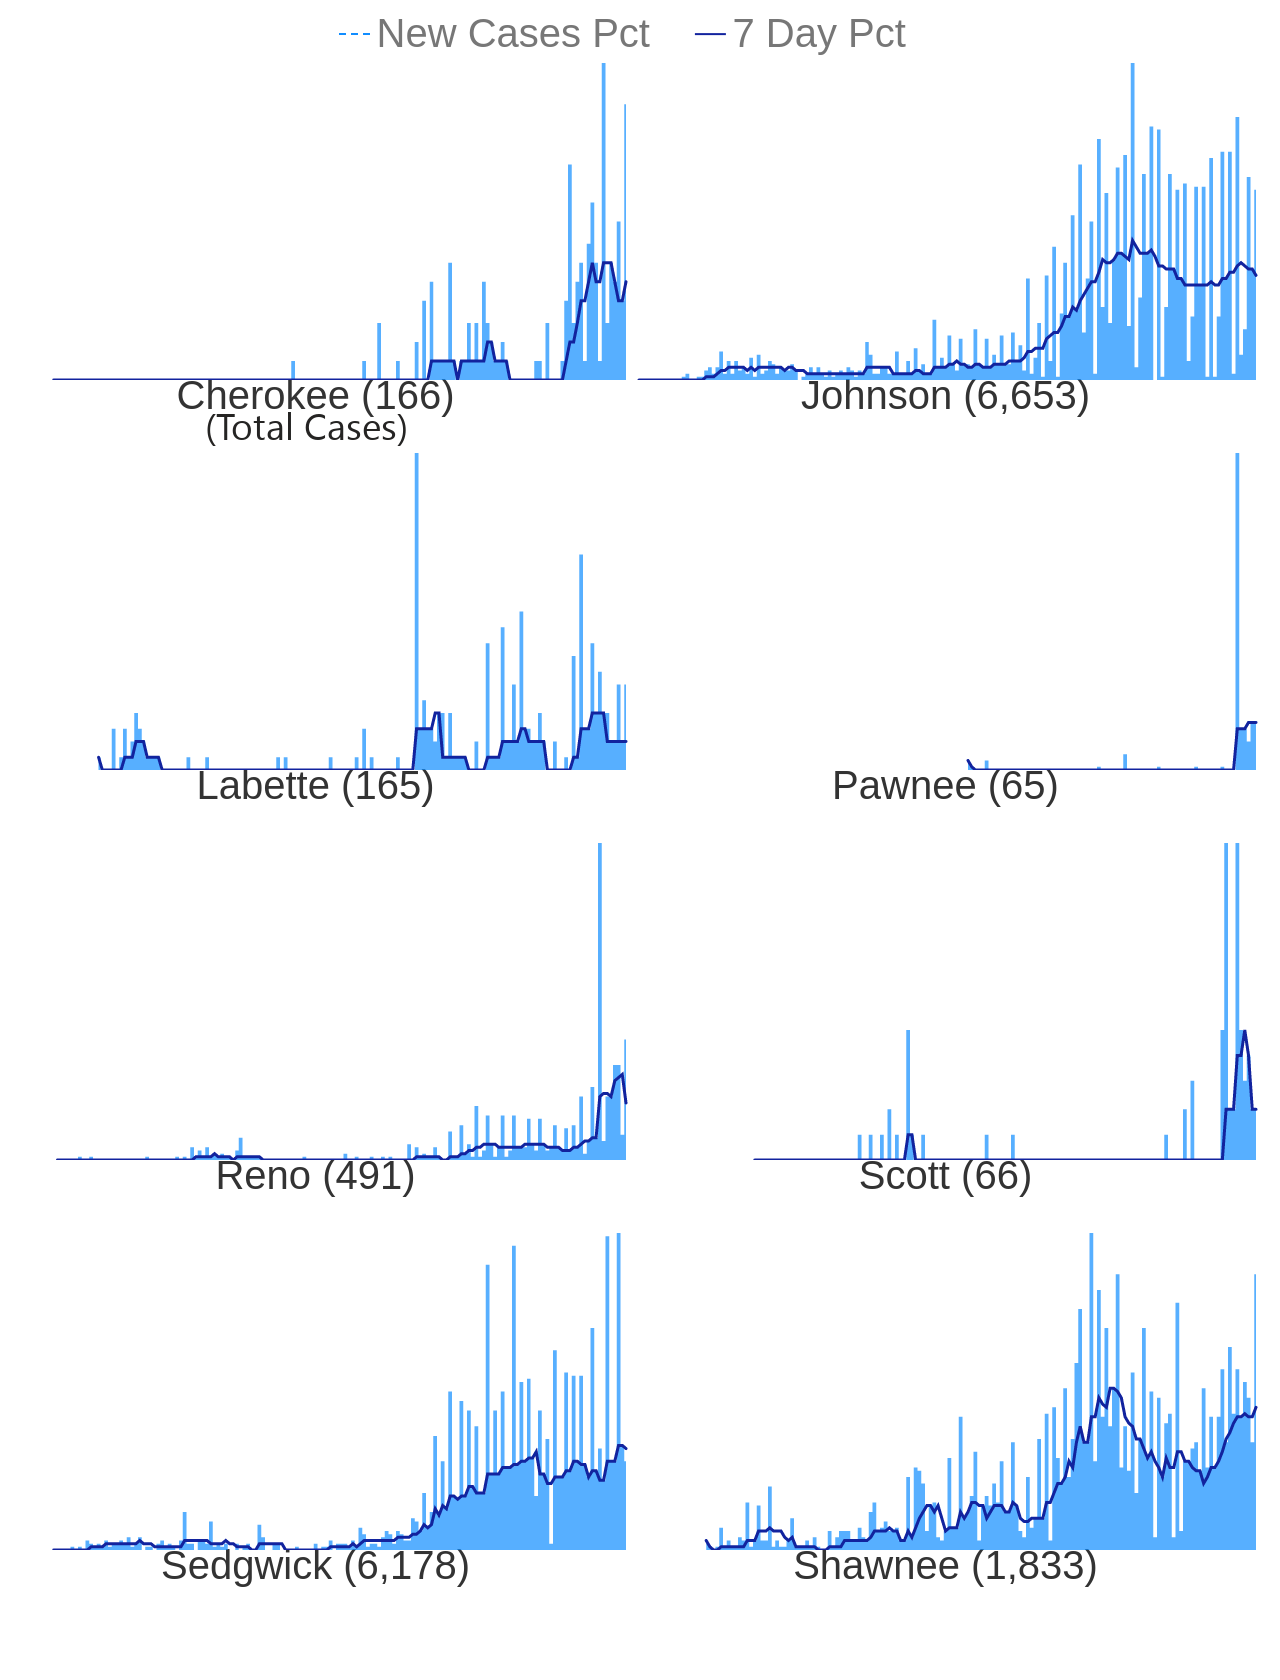 New Cases Pct 7 Day Pct
Cherokee (166) Johnson (6,653)
(Total Cases)
Labette (165) Pawnee (65)
Reno (491) Scott (66)
Sedgwick (6,178) Shawnee (1,833)